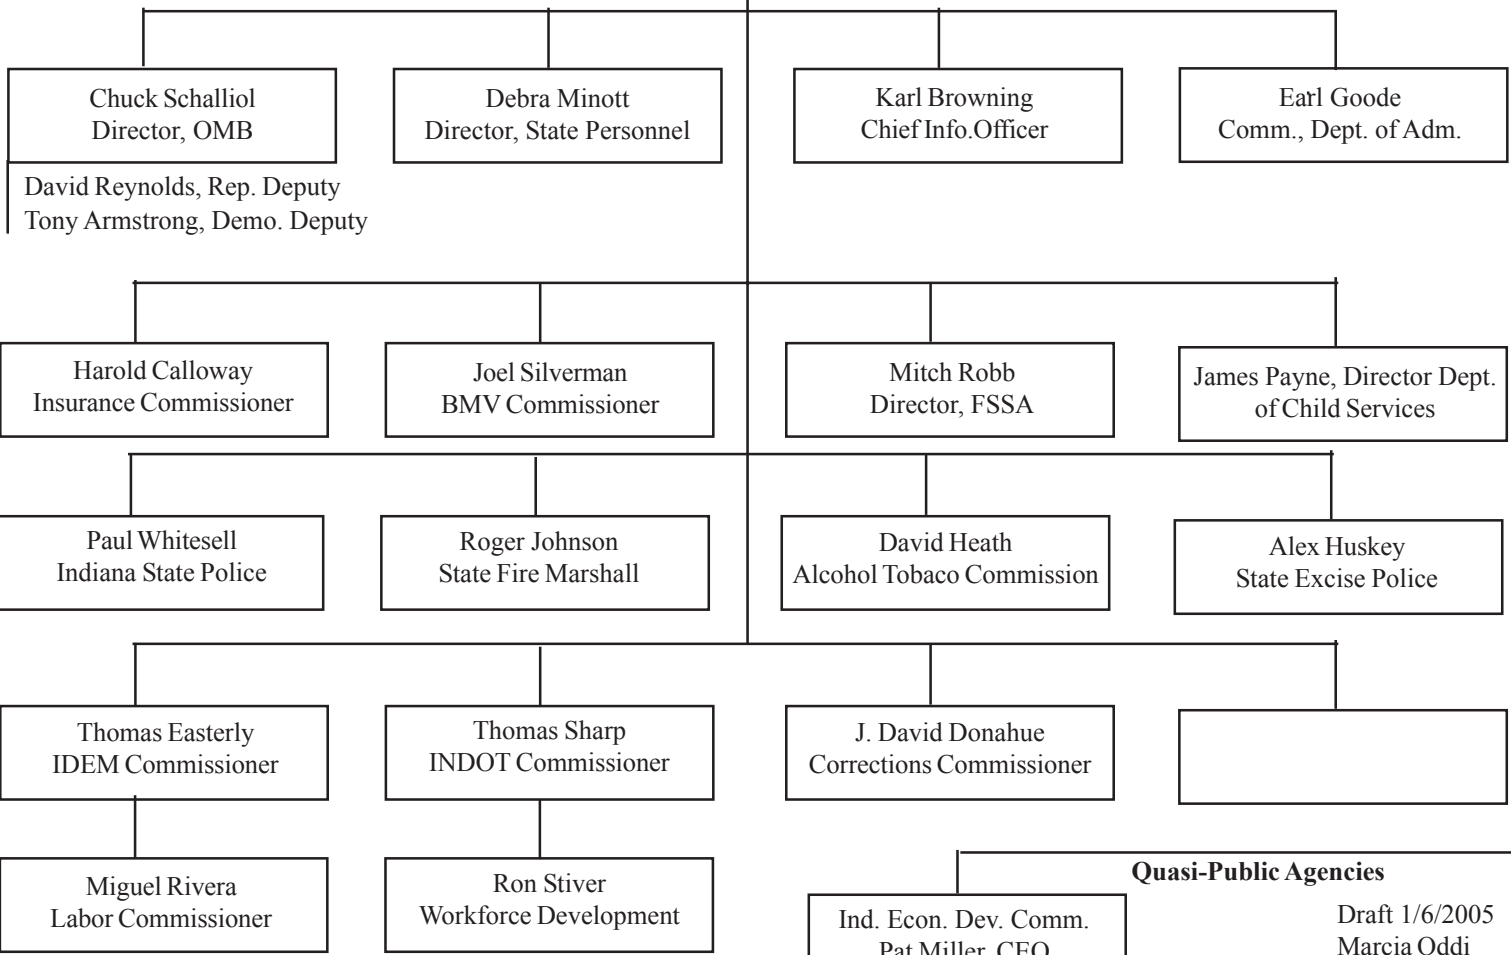 Chuck Schalliol
Director, OMB
Debra Minott
Director, State Personnel
Karl Browning
Chief Info.Officer
Earl Goode
Comm., Dept. of Adm.
David Reynolds, Rep. Deputy
Tony Armstrong, Demo. Deputy
Harold Calloway
Insurance Commissioner
Joel Silverman
BMV Commissioner
Mitch Robb
Director, FSSA
James Payne, Director Dept.
of Child Services
Paul Whitesell
Indiana State Police
Roger Johnson
State Fire Marshall
David Heath
Alcohol Tobaco Commission
Alex Huskey
State Excise Police
Thomas Easterly
IDEM Commissioner
Thomas Sharp
INDOT Commissioner
J. David Donahue
Corrections Commissioner
Miguel Rivera
Labor Commissioner
Ron Stiver
Workforce Development
Quasi-Public Agencies
Ind. Econ. Dev. Comm.
Pat Miller, CEO
Draft 1/6/2005
Marcia Oddi